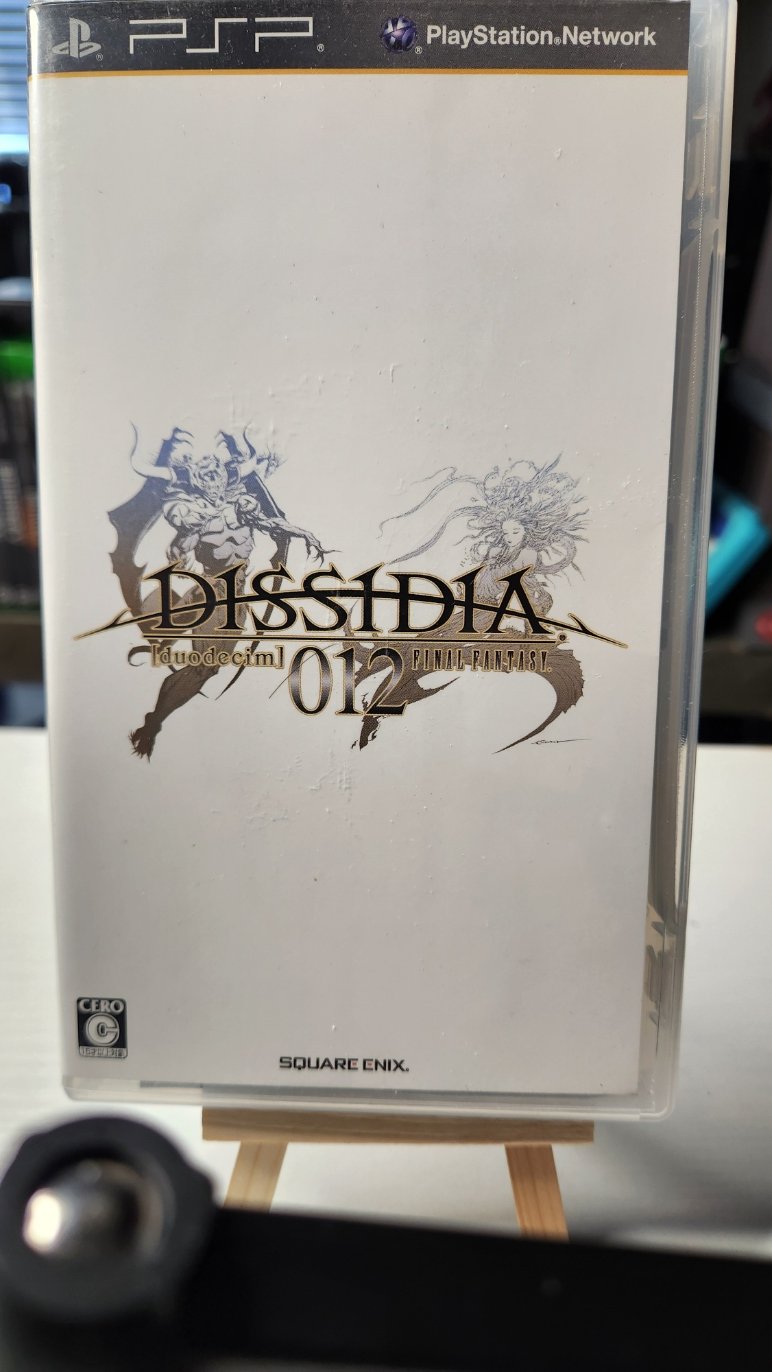 PSP® PlayStation®Network
DISSIDIA®
[duodecim] 012 FINAL FANTASY®
CERO
C
SQUARE ENIX®